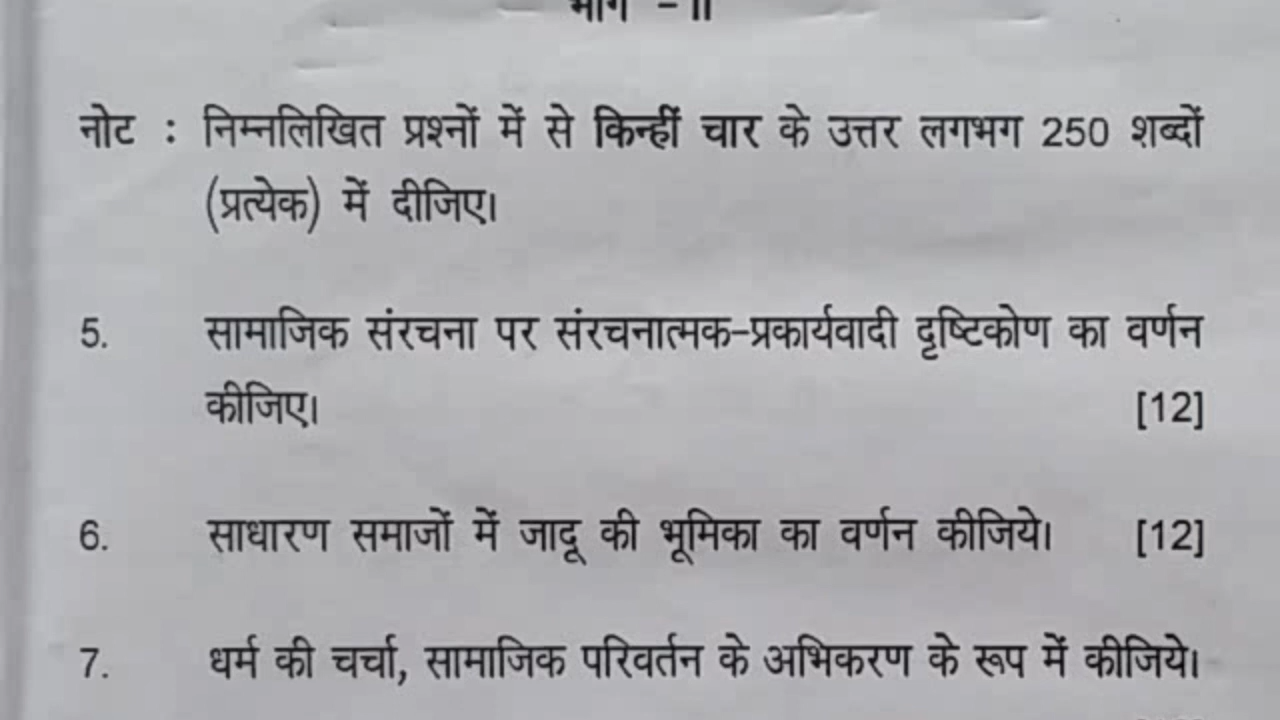 भाग - II
नोट : निम्नलिखित प्रश्नों में से किन्हीं चार के उत्तर लगभग 250 शब्दों
(प्रत्येक) में दीजिए।
5. सामाजिक संरचना पर संरचनात्मक-प्रकार्यवादी दृष्टिकोण का वर्णन
कीजिए। [12]
6. साधारण समाजों में जादू की भूमिका का वर्णन कीजिये। [12]
7. धर्म की चर्चा, सामाजिक परिवर्तन के अभिकरण के रूप में कीजिये।